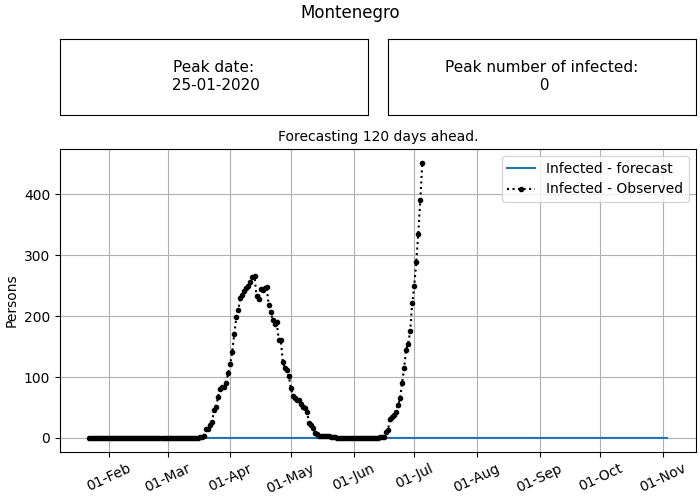 Montenegro
Peak date:
25-01-2020
Peak number of infected:
0
Forecasting 120 days ahead.
Infected - forecast
Infected - Observed
Persons
400
300
200
100
0
01-Feb
01-Mar
01-Apr
01-May
01-Jun
01-Jul
01-Aug
01-Sep
01-Oct
01-Nov